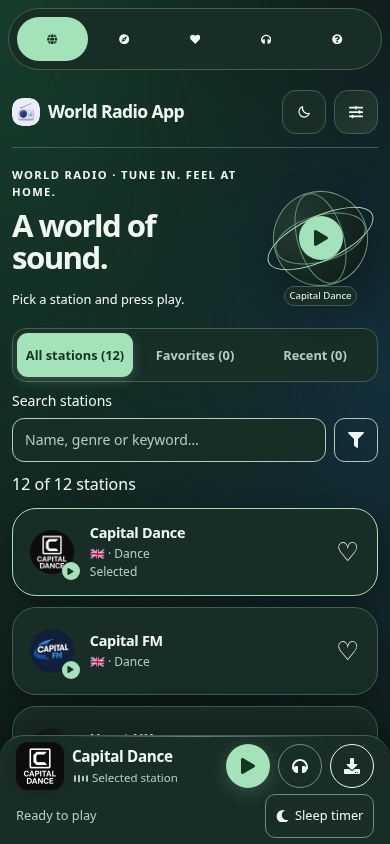 World Radio App
WORLD RADIO · TUNE IN. FEEL AT
HOME.
A world of
sound.
Pick a station and press play.
Capital Dance
All stations (12)
Favorites (0)
Recent (0)
Search stations
Name, genre or keyword...
12 of 12 stations
CAPITAL
DANCE
Capital Dance
🇬🇧 · Dance
Selected
CAPITAL
FM
Capital FM
🇬🇧 · Dance
CAPITAL
DANCE
Capital Dance
Selected station
Ready to play
Sleep timer